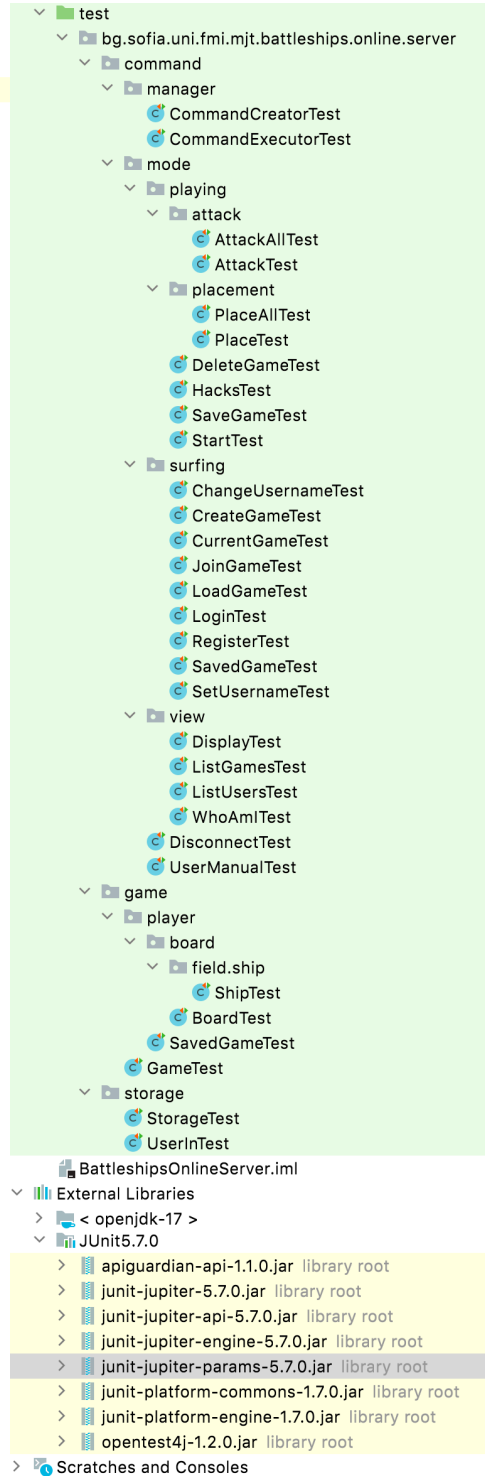 test
bg.sofia.uni.fmi.mjt.battleships.online.server
command
manager
CommandCreatorTest
CommandExecutorTest
mode
playing
attack
AttackAllTest
AttackTest
placement
PlaceAllTest
PlaceTest
DeleteGameTest
HacksTest
SaveGameTest
StartTest
surfing
ChangeUsernameTest
CreateGameTest
CurrentGameTest
JoinGameTest
LoadGameTest
LoginTest
RegisterTest
SavedGameTest
SetUsernameTest
view
DisplayTest
ListGamesTest
ListUsersTest
WhoAmITest
DisconnectTest
UserManualTest
game
player
board
field.ship
ShipTest
BoardTest
SavedGameTest
GameTest
storage
StorageTest
UserInTest
BattleshipsOnlineServer.iml
External Libraries
< openjdk-17 >
JUnit5.7.0
apiguardian-api-1.1.0.jar library root
junit-jupiter-5.7.0.jar library root
junit-jupiter-api-5.7.0.jar library root
junit-jupiter-engine-5.7.0.jar library root
junit-jupiter-params-5.7.0.jar library root
junit-platform-commons-1.7.0.jar library root
junit-platform-engine-1.7.0.jar library root
opentest4j-1.2.0.jar library root
Scratches and Consoles